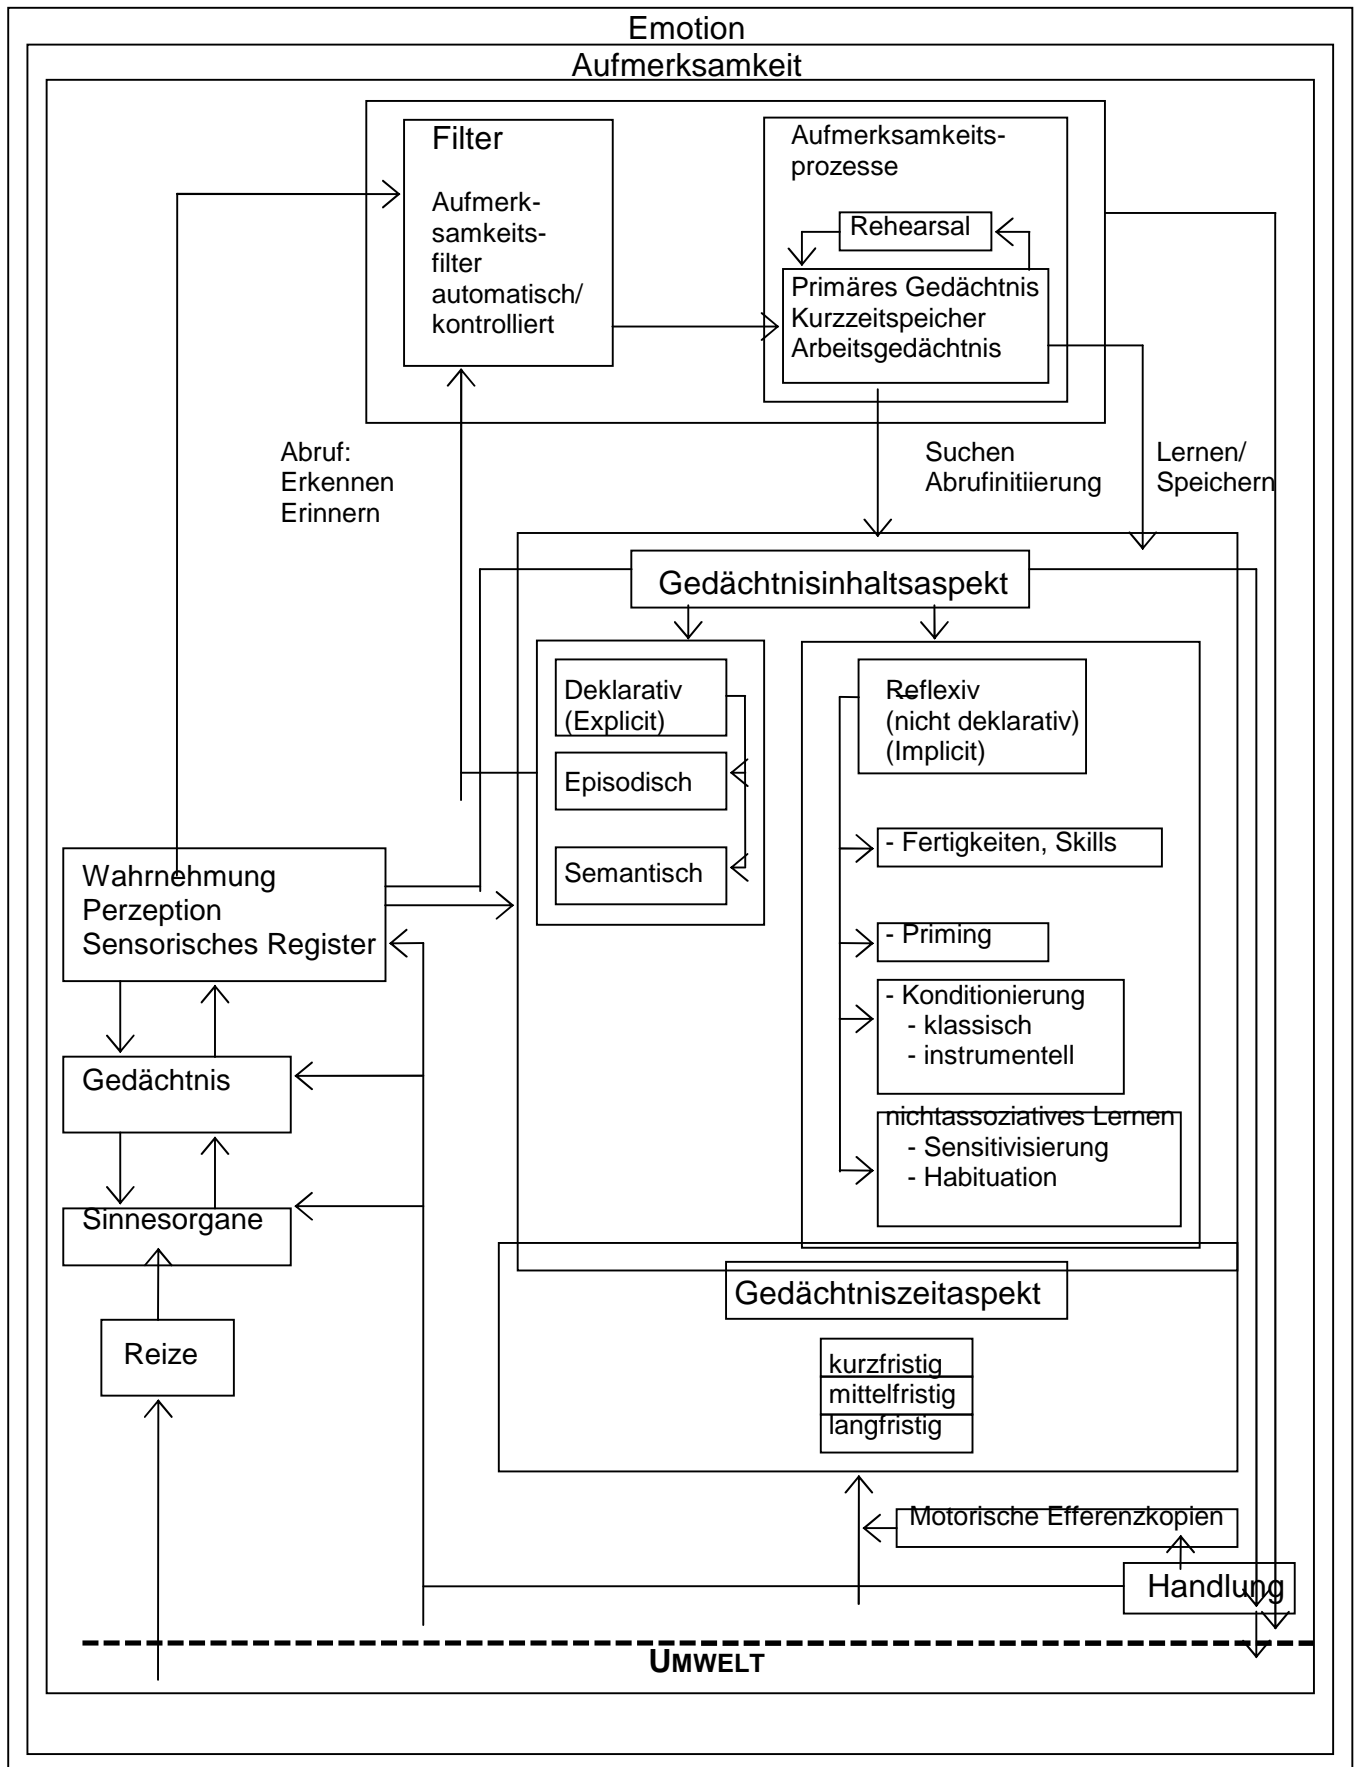 Emotion
Aufmerksamkeit
Filter
Aufmerk-
samkeits-
filter
automatisch/
kontrolliert
Aufmerksamkeits-
prozesse
Rehearsal
Primäres Gedächtnis
Kurzzeitspeicher
Arbeitsgedächtnis
Abruf:
Erkennen
Erinnern
Suchen
Abrufinitiierung
Lernen/
Speichern
Gedächtnisinhaltsaspekt
Deklarativ
(Explicit)
Episodisch
Semantisch
Reflexiv
(nicht deklarativ)
(Implicit)
- Fertigkeiten, Skills
- Priming
- Konditionierung
- klassisch
- instrumentell
nichtassoziatives Lernen
- Sensitivisierung
- Habituation
Wahrnehmung
Perzeption
Sensorisches Register
Gedächtnis
Sinnesorgane
Reize
Gedächtniszeitaspekt
kurzfristig
mittelfristig
langfristig
Motorische Efferenzkopien
Handlung
UMWELT